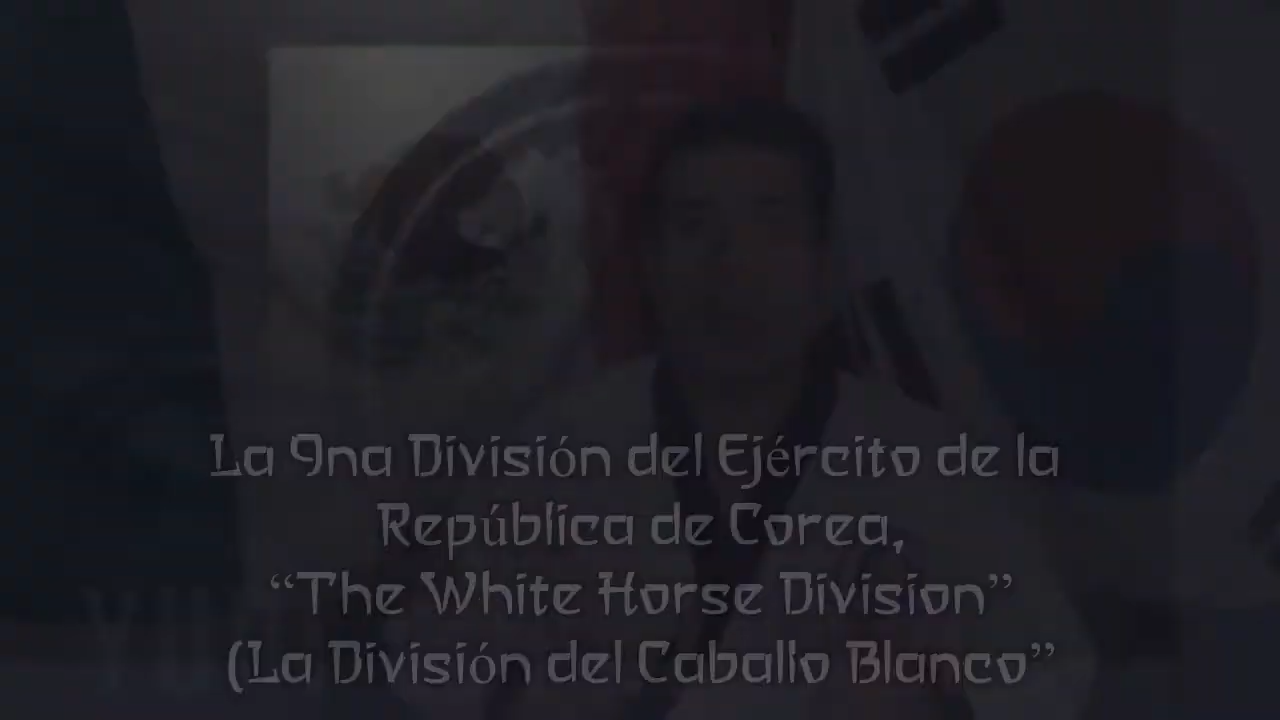 La 9na División del Ejército de la
República de Corea,
“The White Horse Division”
(La División del Caballo Blanco”